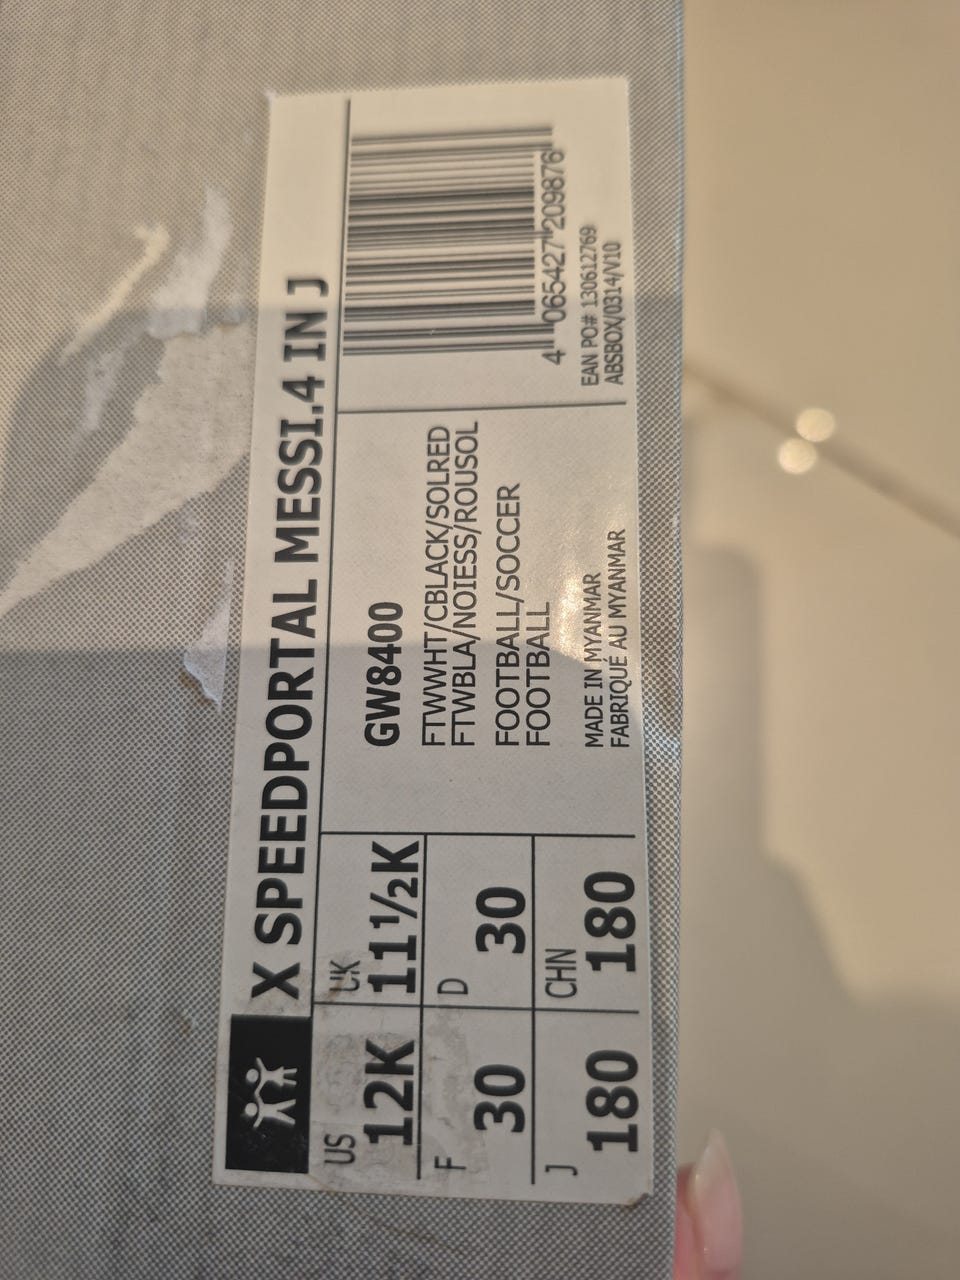 X SPEEDPORTAL MESSI.4 IN J
US
12K
UK
11½K
F
30
D
30
J
180
CHN
180
GW8400
FTWWHT/CBLACK/SOLRED
FTWBLA/NOIESS/ROUSOL
FOOTBALL/SOCCER
FOOTBALL
MADE IN MYANMAR
FABRIQUÉ AU MYANMAR
4 065427 209876
EAN PO# 130612769
ABSBOX/0314/V10